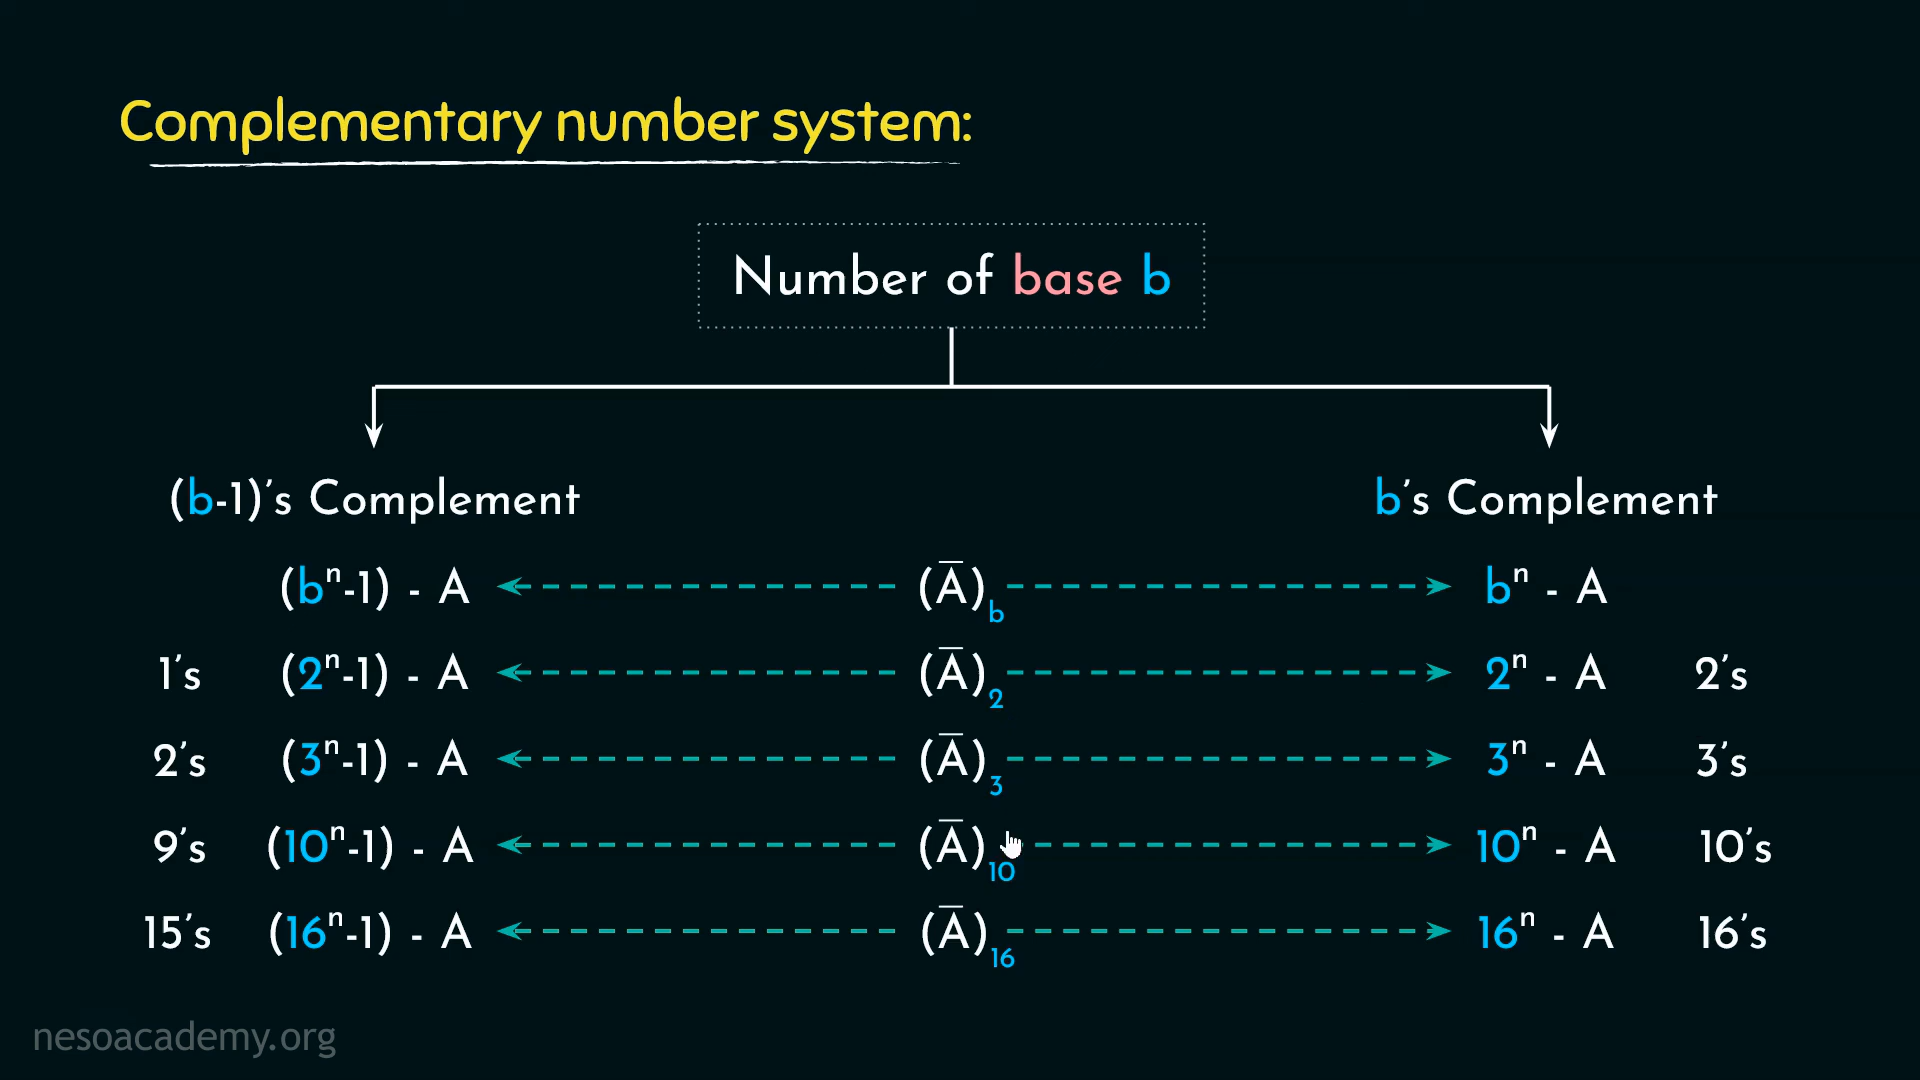 Complementary number system:
Number of base b
(b-1)'s Complement b's Complement
(bⁿ-1) - A (A̅)_b bⁿ - A
1's (2ⁿ-1) - A (A̅)₂ 2ⁿ - A 2's
2's (3ⁿ-1) - A (A̅)₃ 3ⁿ - A 3's
9's (10ⁿ-1) - A (A̅)₁₀ 10ⁿ - A 10's
15's (16ⁿ-1) - A (A̅)₁₆ 16ⁿ - A 16's
nesoacademy.org